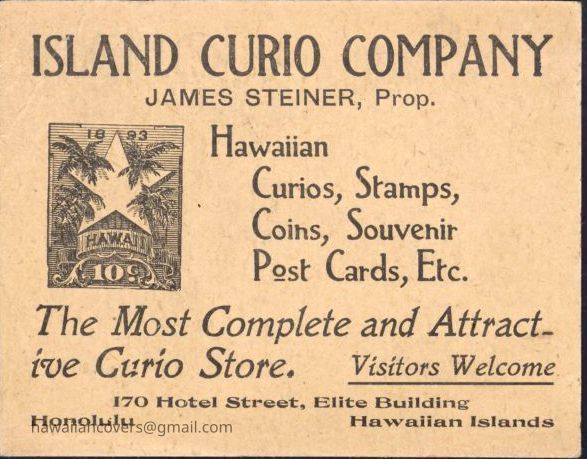 ISLAND CURIO COMPANY
JAMES STEINER, Prop.
1893
HAWAII
10c
Hawaiian
Curios, Stamps,
Coins, Souvenir
Post Cards, Etc.
The Most Complete and Attract-
ive Curio Store. Visitors Welcome
170 Hotel Street, Elite Building
Honolulu Hawaiian Islands
hawaiiancovers@gmail.com